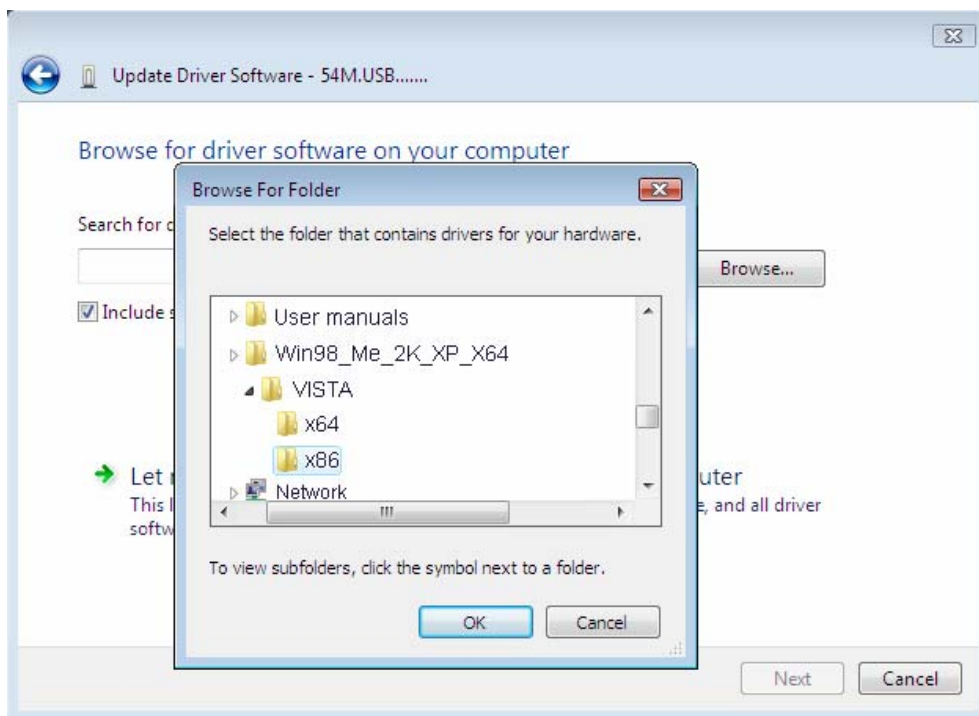 Update Driver Software - 54M.USB.......
Browse for driver software on your computer
Browse For Folder
Search for
Select the folder that contains drivers for your hardware.
Browse...
Include
User manuals
Win98_Me_2K_XP_X64
VISTA
x64
x86
Network
Let
uter
This
e, and all driver
softw
To view subfolders, click the symbol next to a folder.
OK
Cancel
Next
Cancel